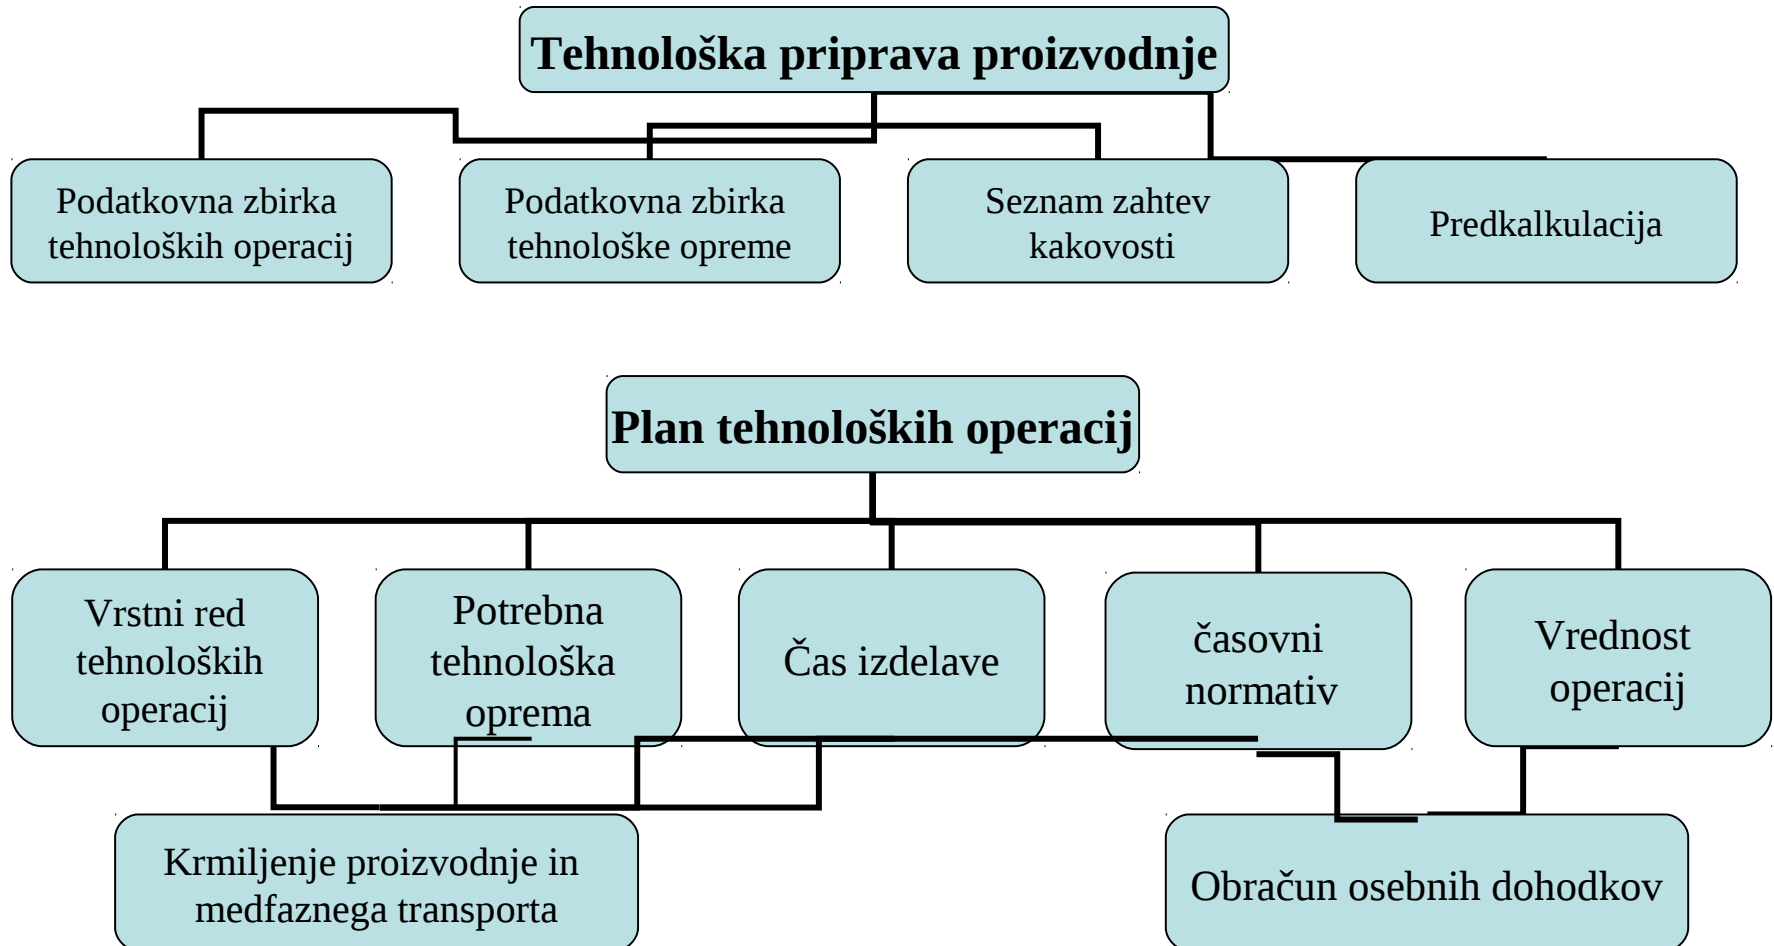 Tehnološka priprava proizvodnje
Podatkovna zbirka
tehnoloških operacij
Podatkovna zbirka
tehnološke opreme
Seznam zahtev
kakovosti
Predkalkulacija
Plan tehnoloških operacij
Vrstni red
tehnoloških
operacij
Potrebna
tehnološka
oprema
Čas izdelave
časovni
normativ
Vrednost
operacij
Krmiljenje proizvodnje in
medfaznega transporta
Obračun osebnih dohodkov